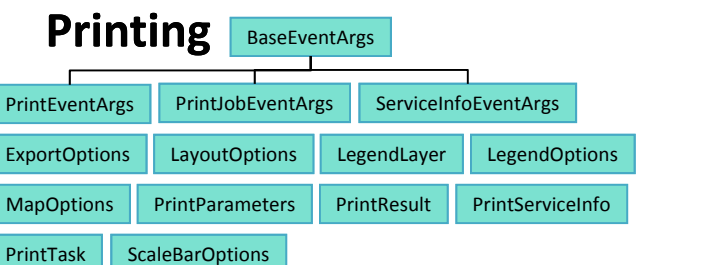 Printing BaseEventArgs
PrintEventArgs PrintJobEventArgs ServiceInfoEventArgs
ExportOptions LayoutOptions LegendLayer LegendOptions
MapOptions PrintParameters PrintResult PrintServiceInfo
PrintTask ScaleBarOptions